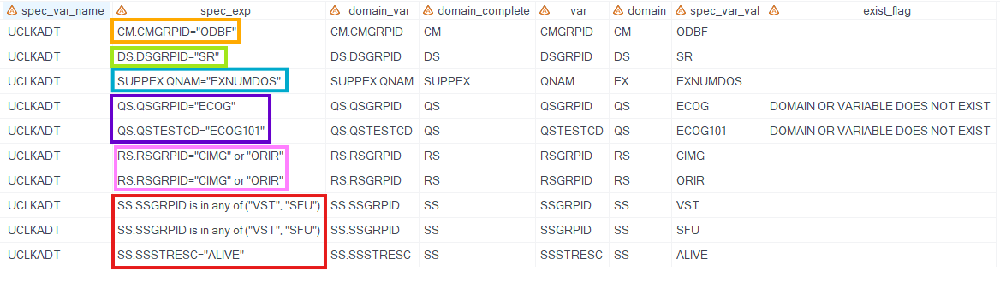 spec_var_name spec_exp domain_var domain_complete var domain spec_var_val exist_flag
UCLKADT CM.CMGRPID="ODBF" CM.CMGRPID CM CMGRPID CM ODBF
UCLKADT DS.DSGRPID="SR" DS.DSGRPID DS DSGRPID DS SR
UCLKADT SUPPEX.QNAM="EXNUMDOS" SUPPEX.QNAM SUPPEX QNAM EX EXNUMDOS
UCLKADT QS.QSGRPID="ECOG" QS.QSGRPID QS QSGRPID QS ECOG DOMAIN OR VARIABLE DOES NOT EXIST
UCLKADT QS.QSTESTCD="ECOG101" QS.QSTESTCD QS QSTESTCD QS ECOG101 DOMAIN OR VARIABLE DOES NOT EXIST
UCLKADT RS.RSGRPID="CIMG" or "ORIR" RS.RSGRPID RS RSGRPID RS CIMG
UCLKADT RS.RSGRPID="CIMG" or "ORIR" RS.RSGRPID RS RSGRPID RS ORIR
UCLKADT SS.SSGRPID is in any of ("VST", "SFU") SS.SSGRPID SS SSGRPID SS VST
UCLKADT SS.SSGRPID is in any of ("VST", "SFU") SS.SSGRPID SS SSGRPID SS SFU
UCLKADT SS.SSSTRESC="ALIVE" SS.SSSTRESC SS SSSTRESC SS ALIVE